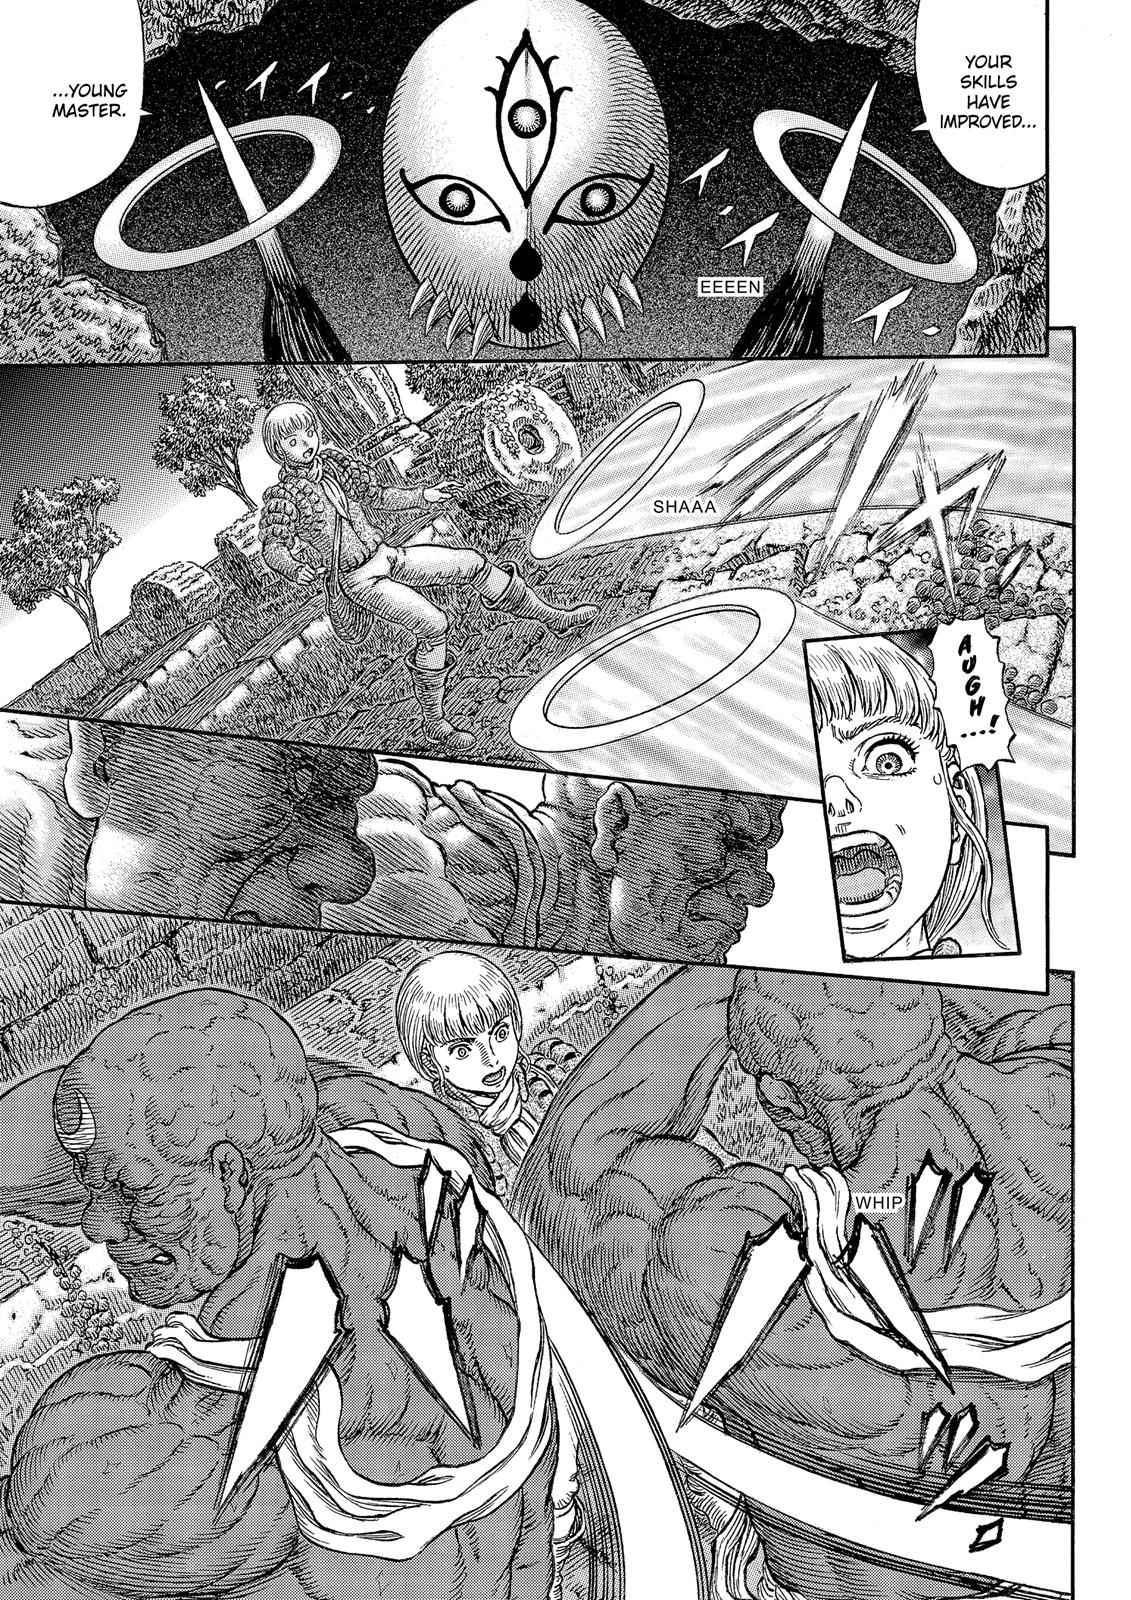 YOUR
SKILLS
HAVE
IMPROVED...
...YOUNG
MASTER.
EEEEN
SHAAA
AUGH
....!
WHIP